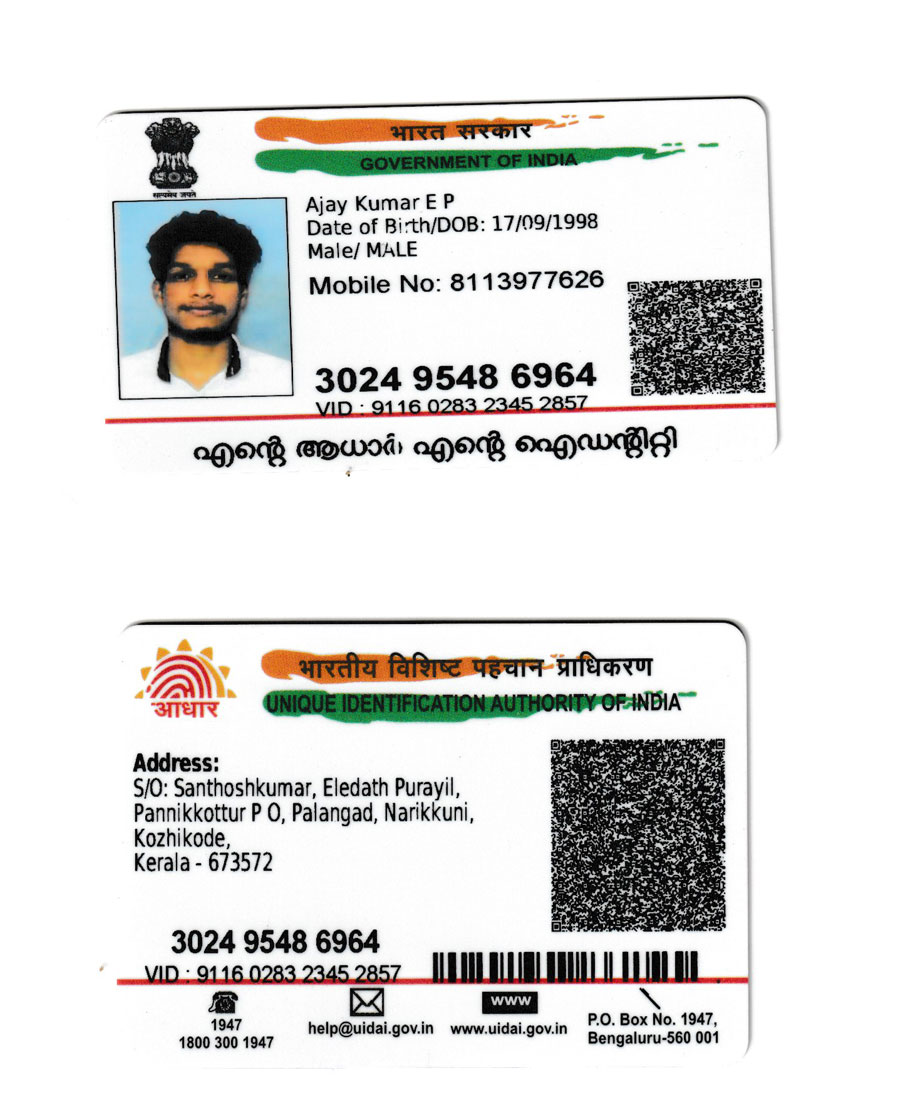 भारत सरकार
GOVERNMENT OF INDIA
सत्यमेव जयते
Ajay Kumar E P
Date of Birth/DOB: 17/09/1998
Male/ MALE
Mobile No: 8113977626
3024 9548 6964
VID : 9116 0283 2345 2857
എന്റെ ആധാർ എന്റെ ഐഡന്റിറ്റി
भारतीय विशिष्ट पहचान प्राधिकरण
आधार
UNIQUE IDENTIFICATION AUTHORITY OF INDIA
Address:
S/O: Santhoshkumar, Eledath Purayil,
Pannikkottur P O, Palangad, Narikkuni,
Kozhikode,
Kerala - 673572
3024 9548 6964
VID : 9116 0283 2345 2857
www
1947
1800 300 1947
help@uidai.gov.in
www.uidai.gov.in
P.O. Box No. 1947,
Bengaluru-560 001